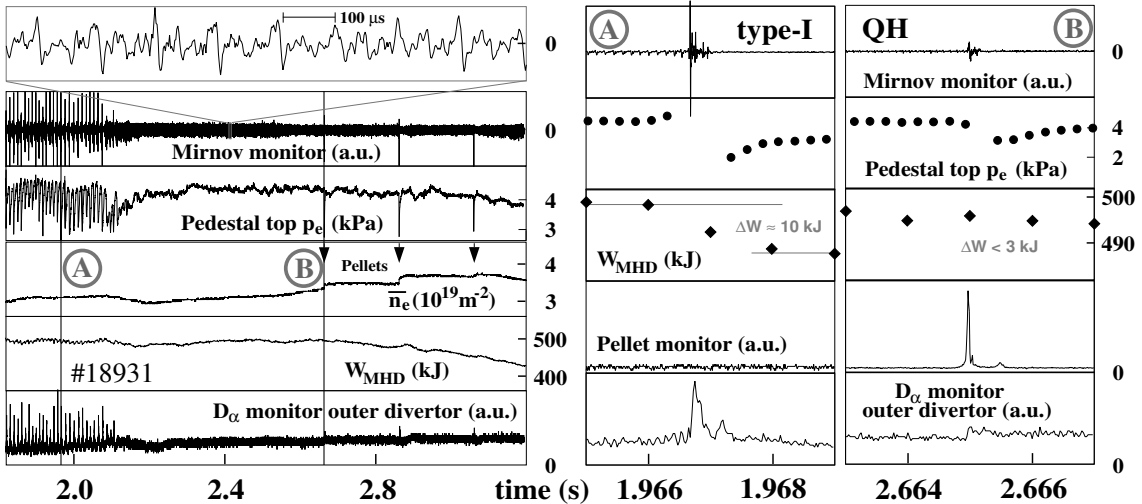 100 μs
0
0
Mirnov monitor (a.u.)
Pedestal top pe (kPa)
4
3
A
B
Pellets
n̅e (10¹⁹m⁻²)
4
3
#18931
WMHD (kJ)
500
400
Dα monitor outer divertor (a.u.)
0
2.0
2.4
2.8
time (s)
A
type-I
WMHD (kJ)
ΔW ≈ 10 kJ
Pellet monitor (a.u.)
1.966
1.968
QH
B
0
Mirnov monitor (a.u.)
4
2
Pedestal top pe (kPa)
500
490
ΔW < 3 kJ
0
Dα monitor
outer divertor (a.u.)
0
2.664
2.666